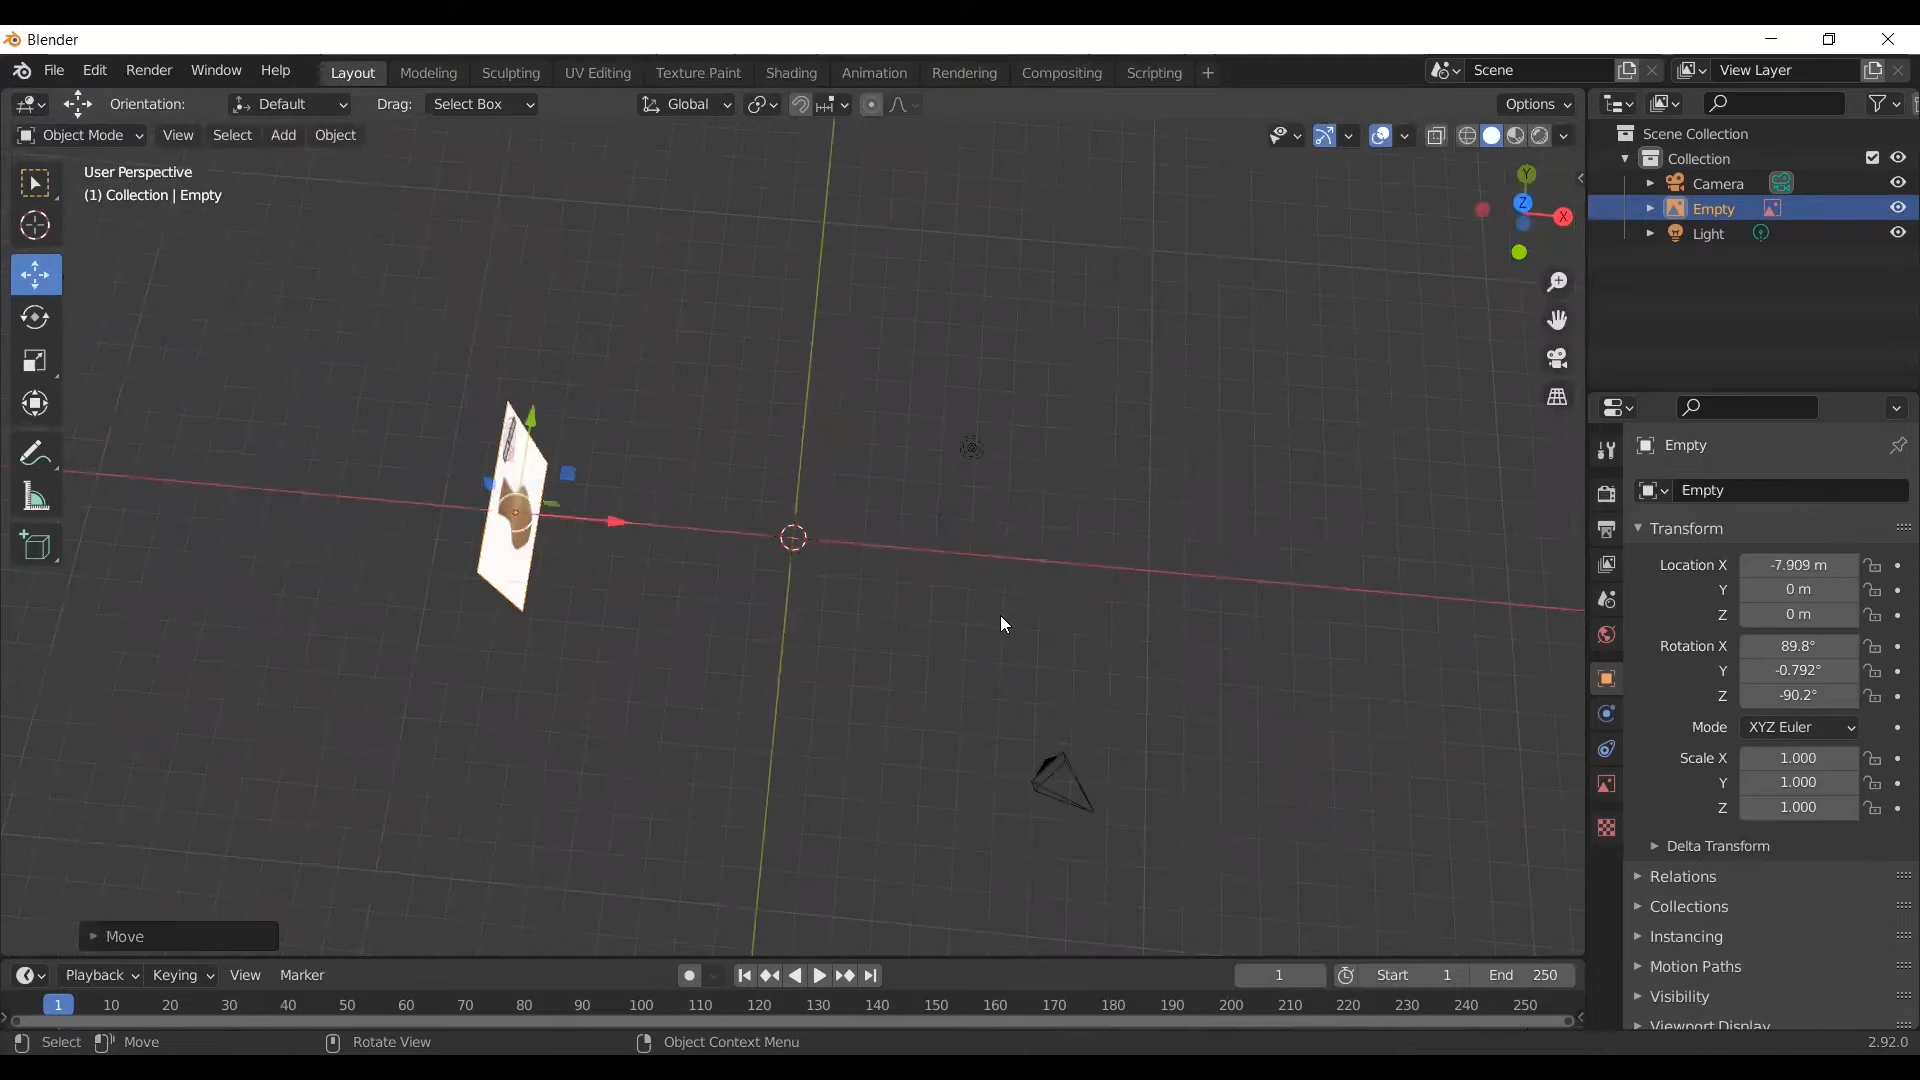 Blender
File Edit Render Window Help Layout Modeling Sculpting UV Editing Texture Paint Shading Animation Rendering Compositing Scripting + Scene View Layer
Orientation: Default Drag: Select Box Global Options
Object Mode View Select Add Object
Scene Collection
Collection
Camera
Empty
Light
User Perspective
(1) Collection | Empty
Y
Z
X
Empty
Empty
Transform
Location X -7.909 m
Y 0 m
Z 0 m
Rotation X 89.8°
Y -0.792°
Z -90.2°
Mode XYZ Euler
Scale X 1.000
Y 1.000
Z 1.000
Delta Transform
Relations
Collections
Instancing
Motion Paths
Visibility
Viewport Display
Move
Playback Keying View Marker 1 Start 1 End 250
1 10 20 30 40 50 60 70 80 90 100 110 120 130 140 150 160 170 180 190 200 210 220 230 240 250
Select Move Rotate View Object Context Menu 2.92.0